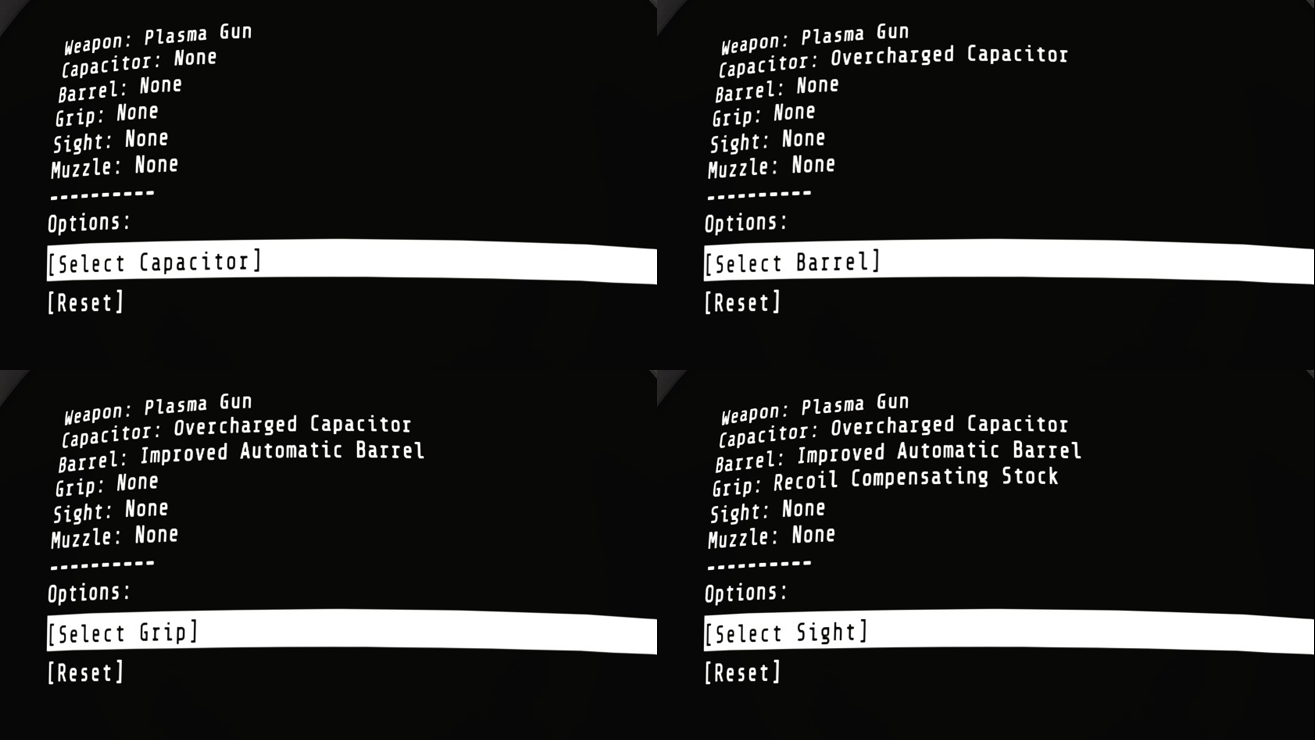 Weapon: Plasma Gun
Capacitor: None
Barrel: None
Grip: None
Sight: None
Muzzle: None
----------
Options:
[Select Capacitor]
[Reset]
Weapon: Plasma Gun
Capacitor: Overcharged Capacitor
Barrel: None
Grip: None
Sight: None
Muzzle: None
----------
Options:
[Select Barrel]
[Reset]
Weapon: Plasma Gun
Capacitor: Overcharged Capacitor
Barrel: Improved Automatic Barrel
Grip: None
Sight: None
Muzzle: None
----------
Options:
[Select Grip]
[Reset]
Weapon: Plasma Gun
Capacitor: Overcharged Capacitor
Barrel: Improved Automatic Barrel
Grip: Recoil Compensating Stock
Sight: None
Muzzle: None
----------
Options:
[Select Sight]
[Reset]